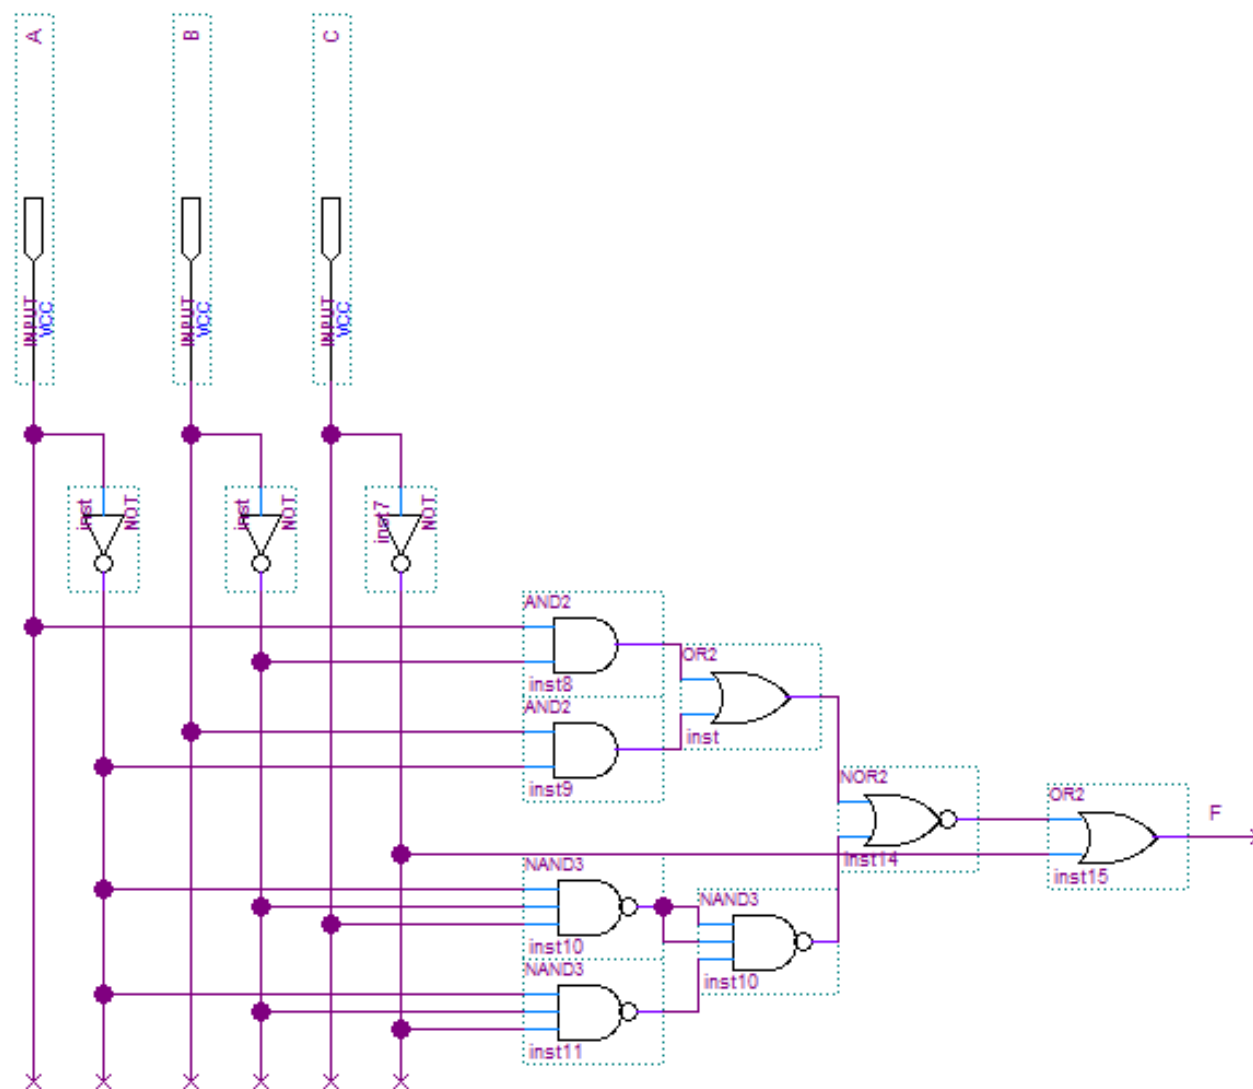 A
B
C
INPUT
VCC
INPUT
VCC
INPUT
VCC
inst
NOT
inst
NOT
inst7
NOT
AND2
inst8
OR2
inst
AND2
inst9
NOR2
inst14
OR2
F
inst15
NAND3
inst10
NAND3
inst10
NAND3
inst11